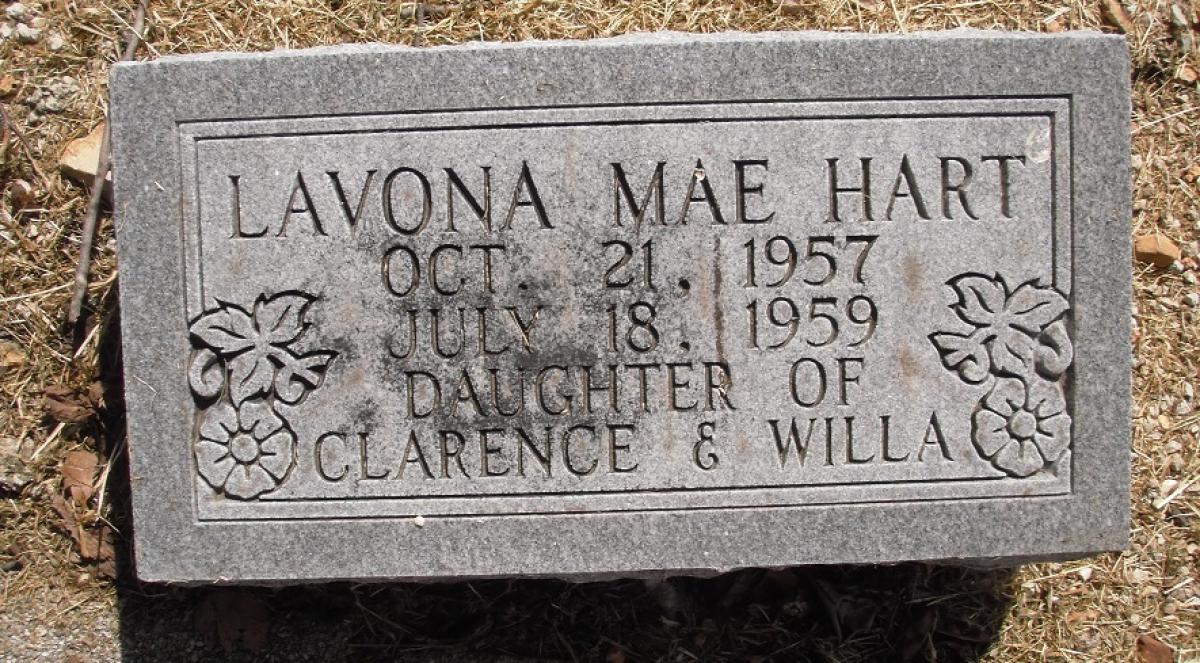 LAVONA MAE HART
OCT. 21, 1957
JULY 18, 1959
DAUGHTER OF
CLARENCE & WILLA